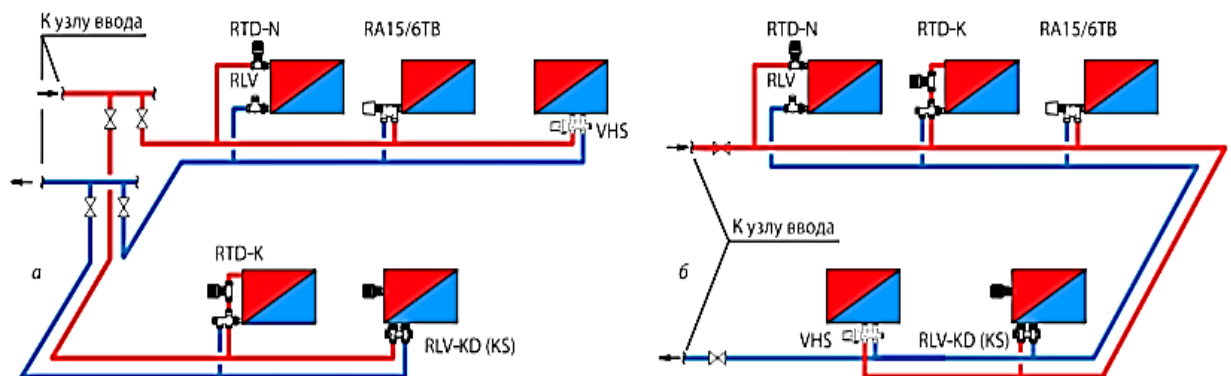 К узлу ввода
RTD-N
RA15/6TB
RLV
VHS
а
RTD-K
RLV-KD (KS)
RTD-N
RTD-K
RA15/6TB
RLV
К узлу ввода
б
VHS
RLV-KD (KS)